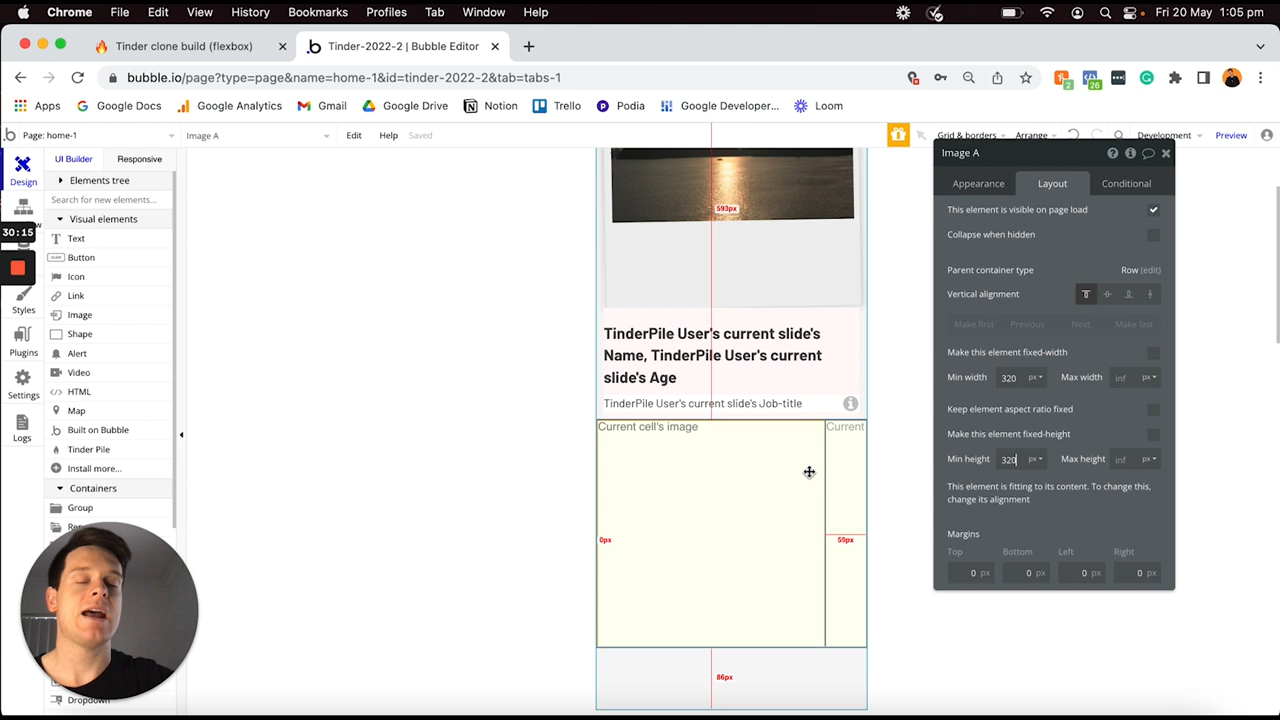 Chrome File Edit View History Bookmarks Profiles Tab Window Help Fri 20 May 1:05 pm
Tinder clone build (flexbox) Tinder-2022-2 | Bubble Editor
bubble.io/page?type=page&name=home-1&id=tinder-2022-2&tab=tabs-1 2 26
Apps Google Docs Google Analytics Gmail Google Drive Notion Trello Podia Google Developer... Loom
Page: home-1 Image A Edit Help Saved Grid & borders Arrange Development Preview
UI Builder Responsive
Design
Elements tree
Search for new elements...
Visual elements
30:15
Text
Button
Icon
Link
Styles
Image
Shape
Plugins
Alert
Video
Settings
HTML
Map
Logs
Built on Bubble
Tinder Pile
Install more...
Containers
Group
Dropdown
593px
TinderPile User's current slide's
Name, TinderPile User's current
slide's Age
TinderPile User's current slide's Job-title
Current cell's image Current
0px 59px
86px
Image A
Appearance Layout Conditional
This element is visible on page load
Collapse when hidden
Parent container type Row (edit)
Vertical alignment
Make first Previous Next Make last
Make this element fixed-width
Min width 320 px Max width inf px
Keep element aspect ratio fixed
Make this element fixed-height
Min height 320 px Max height inf px
This element is fitting to its content. To change this,
change its alignment
Margins
Top Bottom Left Right
0 px 0 px 0 px 0 px